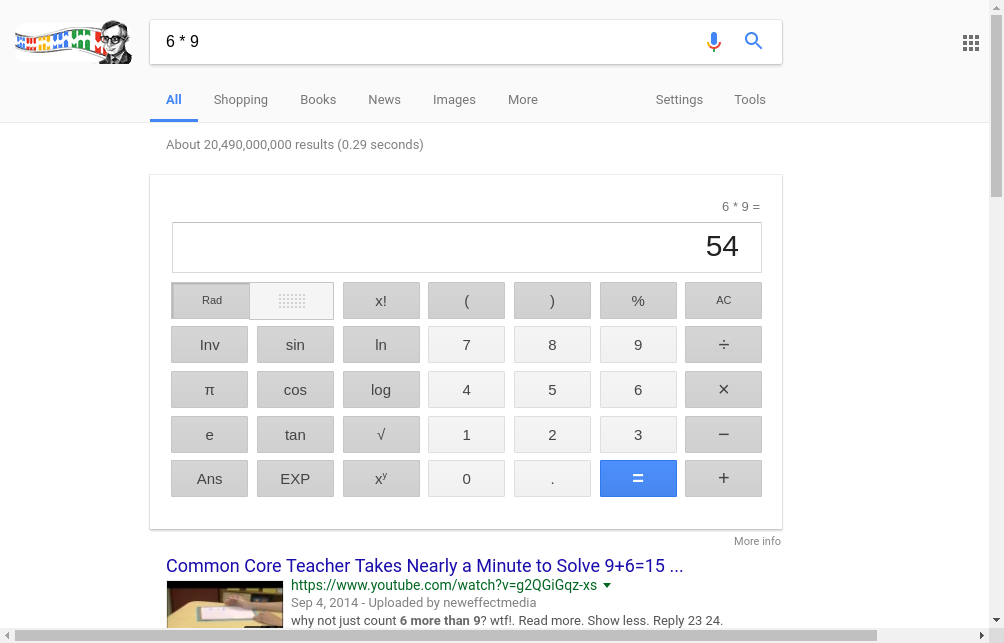 6 * 9
All Shopping Books News Images More Settings Tools
About 20,490,000,000 results (0.29 seconds)
6 * 9 =
54
Rad x! ( ) % AC
Inv sin ln 7 8 9 ÷
π cos log 4 5 6 ×
e tan √ 1 2 3 −
Ans EXP xʸ 0 . = +
More info
Common Core Teacher Takes Nearly a Minute to Solve 9+6=15 ...
https://www.youtube.com/watch?v=g2QGiGqz-xs
Sep 4, 2014 - Uploaded by neweffectmedia
why not just count 6 more than 9? wtf!. Read more. Show less. Reply 23 24.